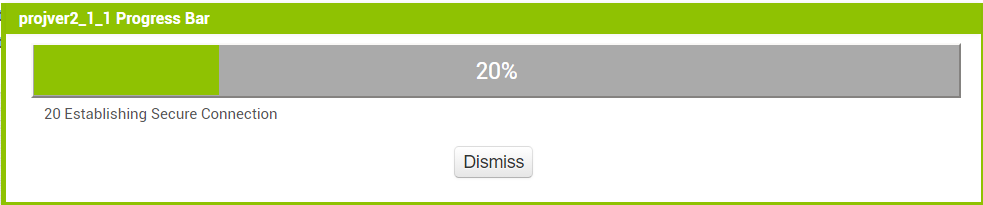 projver2_1_1 Progress Bar
20%
20 Establishing Secure Connection
Dismiss